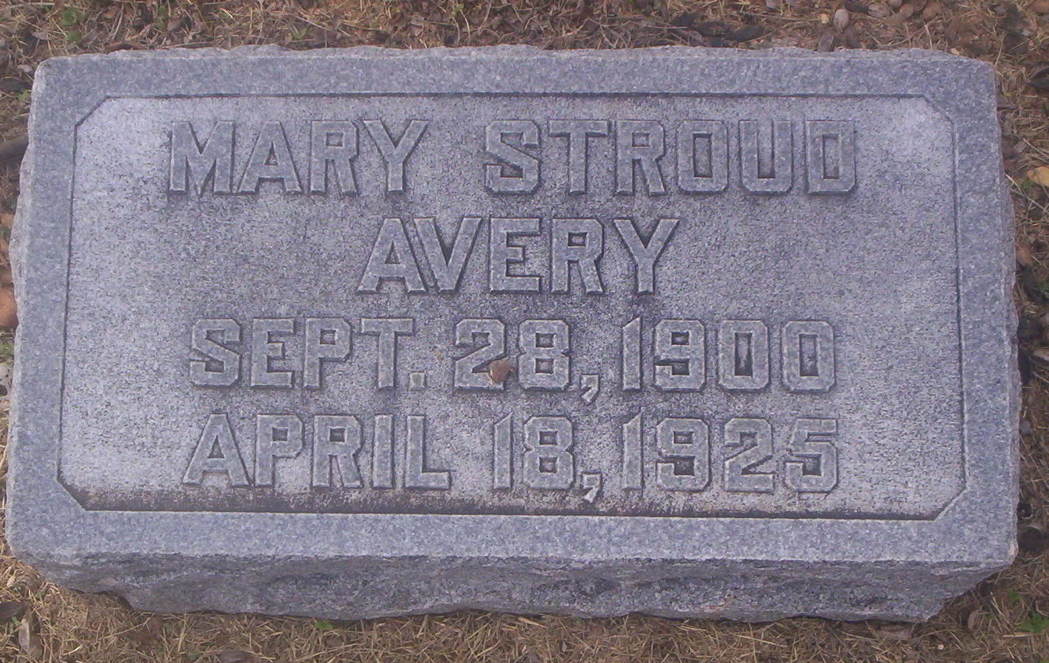 MARY STROUD
AVERY
SEPT. 28, 1900
APRIL 18, 1925